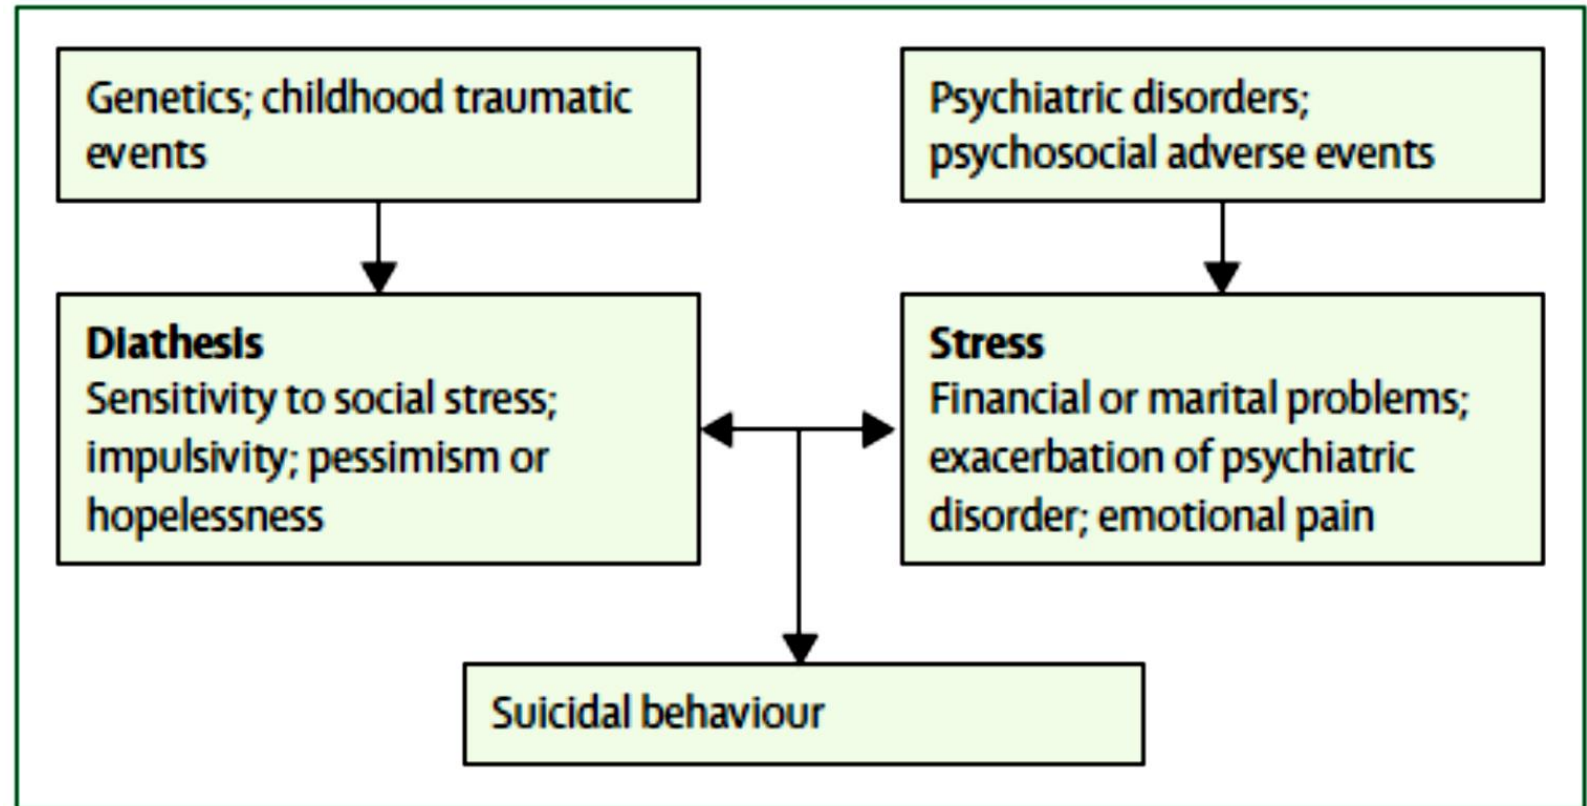 Genetics; childhood traumatic
events
Psychiatric disorders;
psychosocial adverse events
Diathesis
Sensitivity to social stress;
impulsivity; pessimism or
hopelessness
Stress
Financial or marital problems;
exacerbation of psychiatric
disorder; emotional pain
Suicidal behaviour